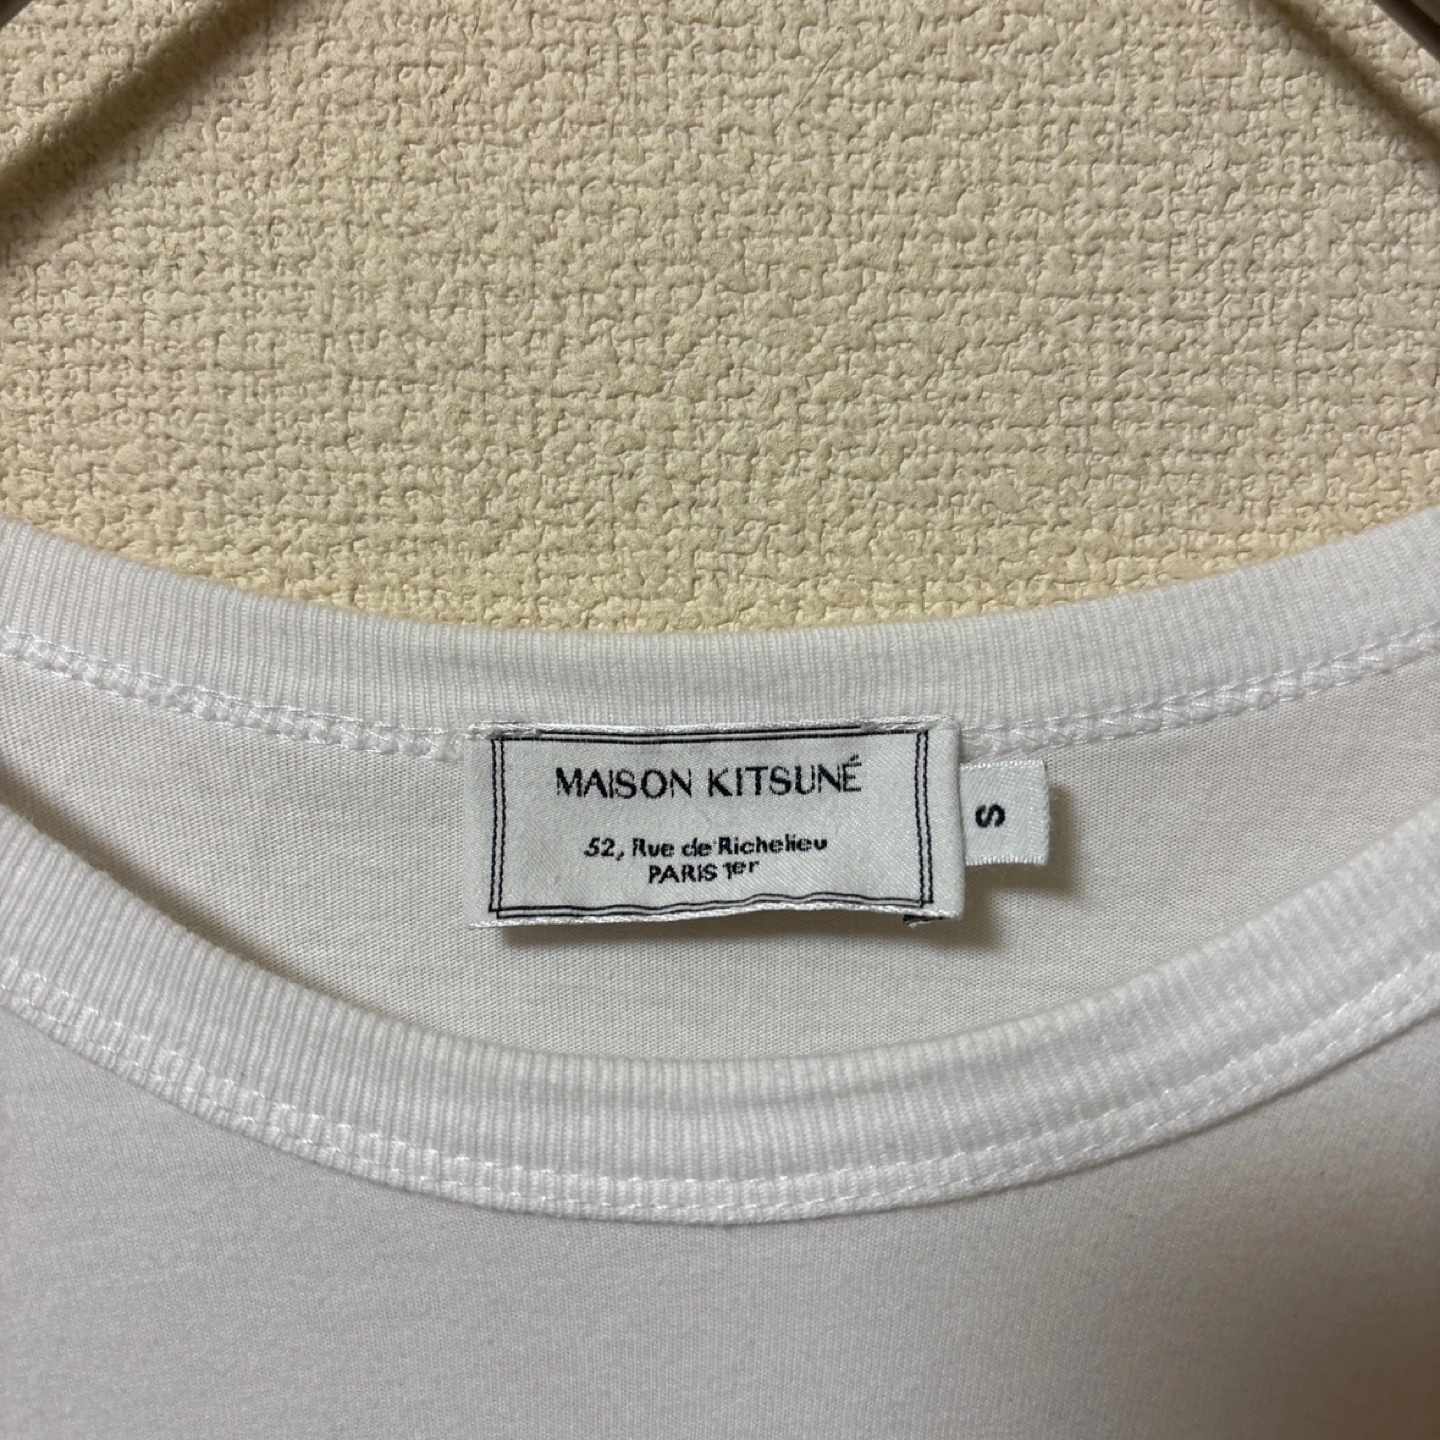 MAISON KITSUNÉ
52, Rue de Richelieu
PARIS 1er
S